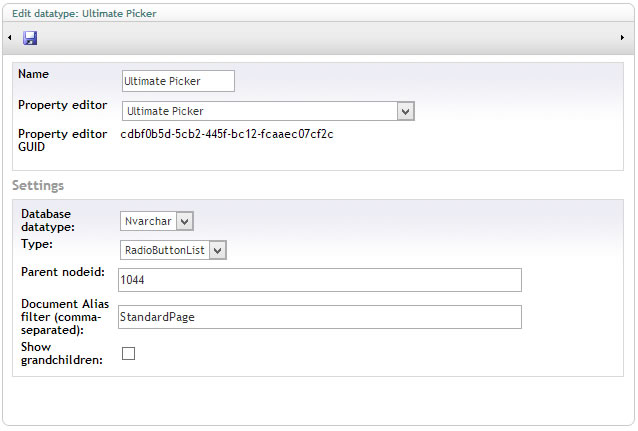 Edit datatype: Ultimate Picker
Name
Ultimate Picker
Property editor
Ultimate Picker
Property editor
GUID
cdbf0b5d-5cb2-445f-bc12-fcaaec07cf2c
Settings
Database
datatype:
Nvarchar
Type:
RadioButtonList
Parent nodeid:
1044
Document Alias
filter (comma-
separated):
StandardPage
Show
grandchildren: